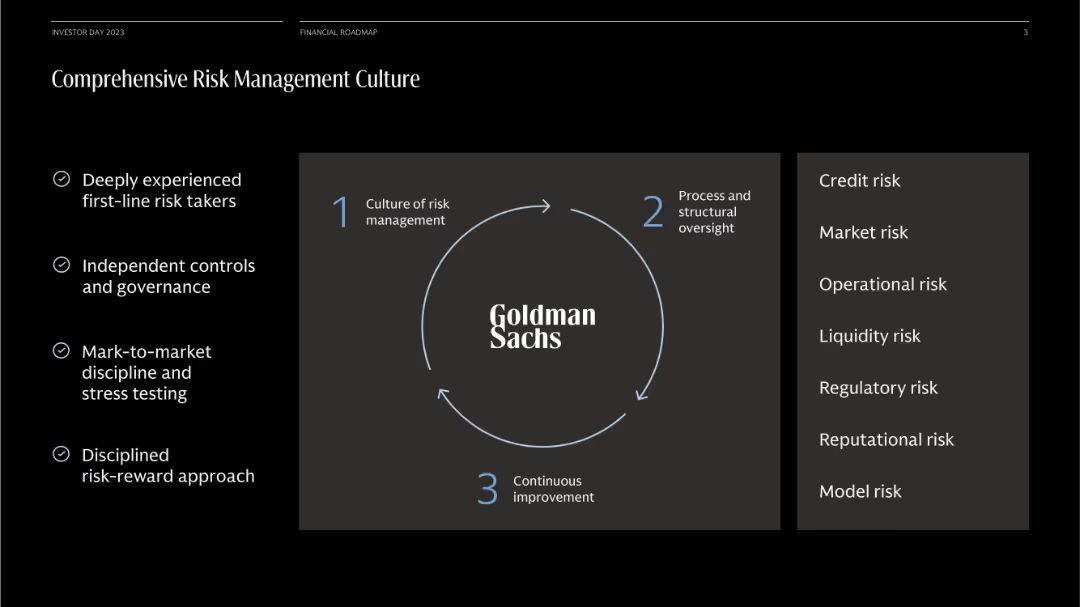 INVESTOR DAY 2023
FINANCIAL ROADMAP
3
Comprehensive Risk Management Culture
Deeply experienced
first-line risk takers
Independent controls
and governance
Mark-to-market
discipline and
stress testing
Disciplined
risk-reward approach
1
Culture of risk
management
2
Process and
structural
oversight
Goldman
Sachs
3
Continuous
improvement
Credit risk
Market risk
Operational risk
Liquidity risk
Regulatory risk
Reputational risk
Model risk